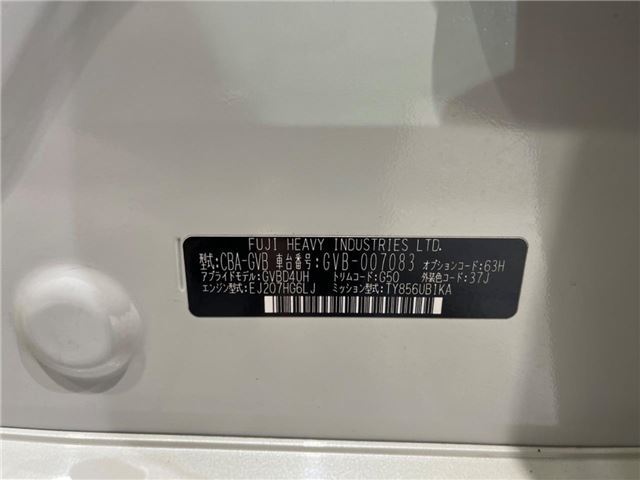 FUJI HEAVY INDUSTRIES LTD.
型式:CBA-GVB 車台番号:GVB-007083 オプションコード:63H
アプライドモデル:GVBD4UH トリムコード:G50 外装色コード:37J
エンジン型式:EJ207HG6LJ ミッション型式:TY856UB1KA